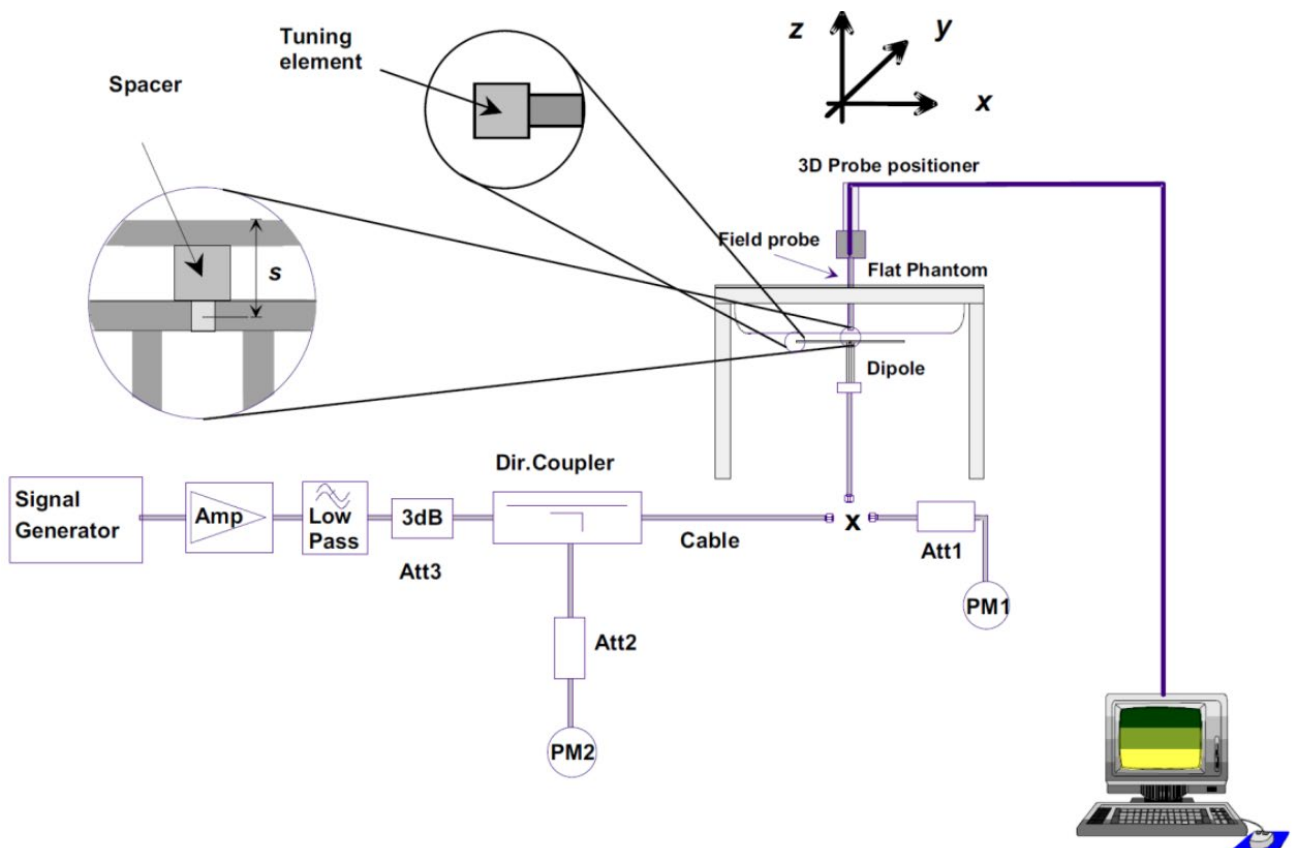 Tuning
element
Spacer
z
y
x
3D Probe positioner
s
Field probe
Flat Phantom
Dipole
Dir.Coupler
Signal
Generator
Amp
Low
Pass
3dB
Att3
Cable
x
Att1
PM1
Att2
PM2